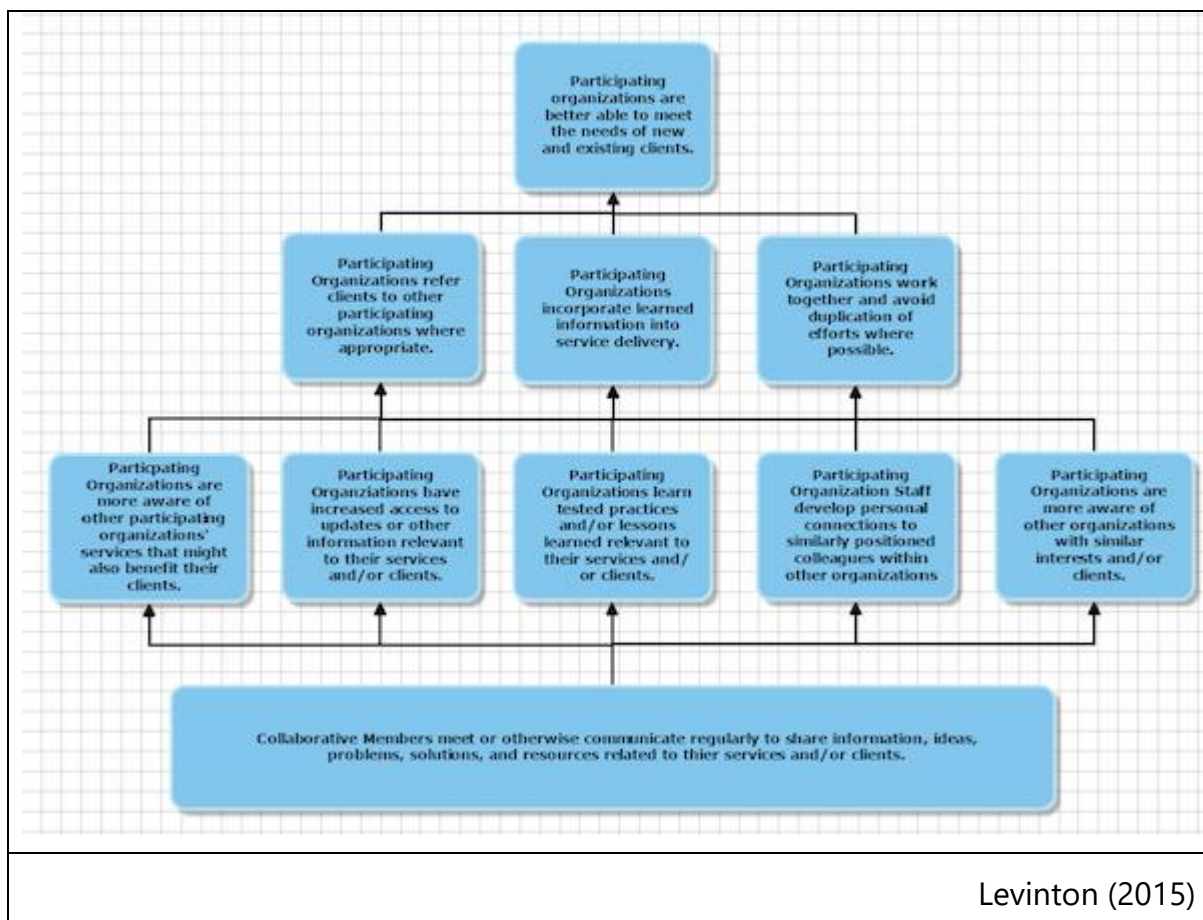 Participating
organizations are
better able to meet
the needs of new
and existing clients.
Participating
Organizations refer
clients to other
participating
organizations where
appropriate.
Participating
Organizations
incorporate learned
information into
service delivery.
Participating
Organizations work
together and avoid
duplication of
efforts where
possible.
Particpating
Organizations are
more aware of
other participating
organizations'
services that might
also benefit their
clients.
Participating
Organziations have
increased access to
updates or other
information relevant
to their services
and/or clients.
Participating
Organizations learn
tested practices
and/or lessons
learned relevant to
their services and/
or clients.
Participating
Organization Staff
develop personal
connections to
similarly positioned
colleagues within
other organizations
Participating
Organizations are
more aware of
other organizations
with similar
interests and/or
clients.
Collaborative Members meet or otherwise communicate regularly to share information, ideas,
problems, solutions, and resources related to thier services and/or clients.
Levinton (2015)